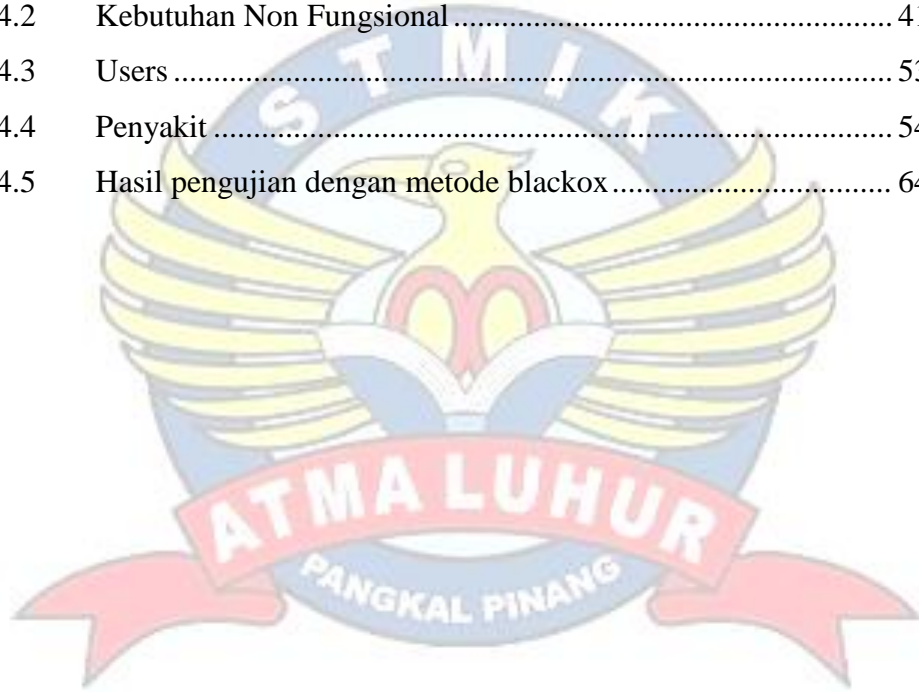 4.2 Kebutuhan Non Fungsional ........................................................ 41
4.3 Users ........................................................................................... 53
4.4 Penyakit ...................................................................................... 54
4.5 Hasil pengujian dengan metode blackox ................................... 64
STMIK
ATMA LUHUR
PANGKAL PINANG